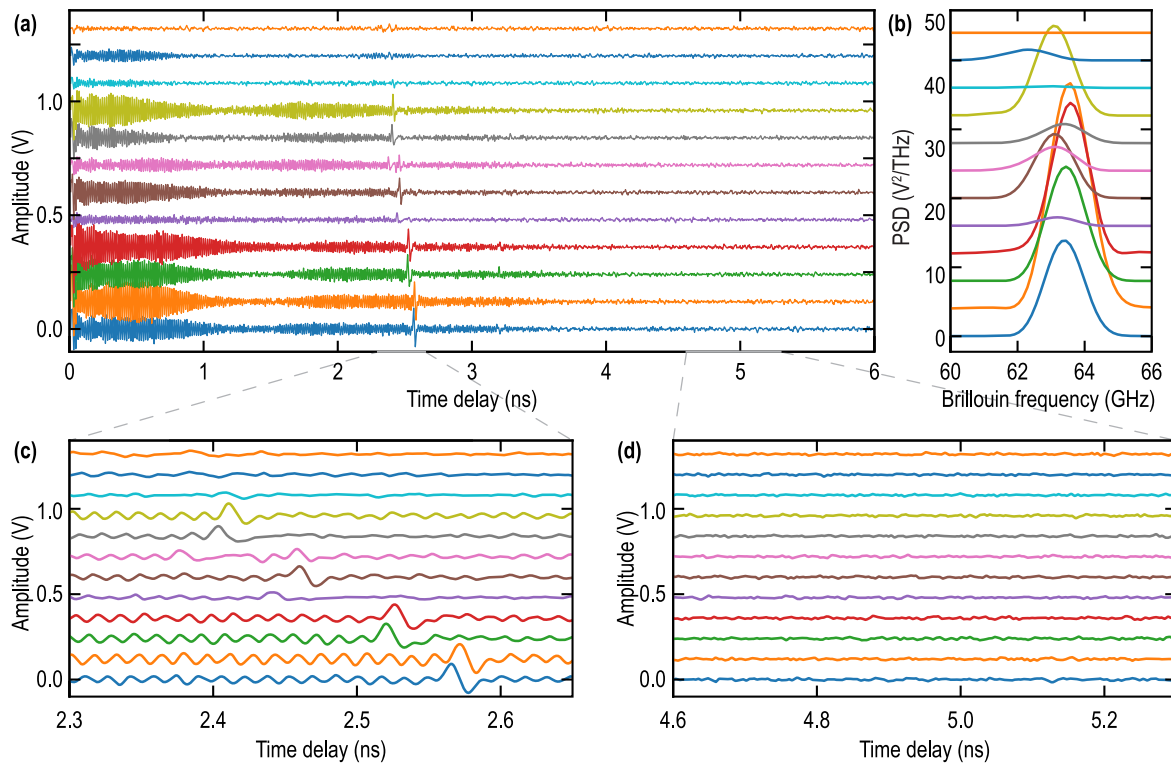 (a)
Amplitude (V)
1.0
0.5
0.0
0 1 2 3 4 5 6
Time delay (ns)
(b)
PSD (V²/THz)
50
40
30
20
10
0
60 62 64 66
Brillouin frequency (GHz)
(c)
Amplitude (V)
1.0
0.5
0.0
2.3 2.4 2.5 2.6
Time delay (ns)
(d)
Amplitude (V)
1.0
0.5
0.0
4.6 4.8 5.0 5.2
Time delay (ns)